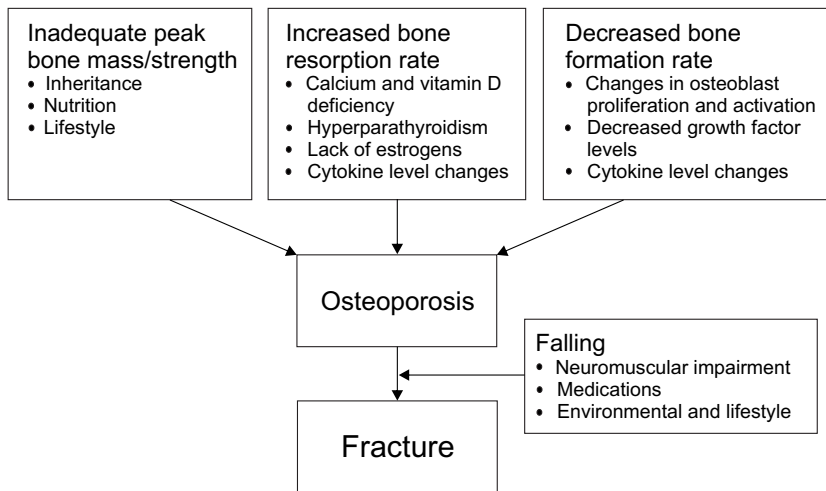 Inadequate peak
bone mass/strength
• Inheritance
• Nutrition
• Lifestyle
Increased bone
resorption rate
• Calcium and vitamin D
deficiency
• Hyperparathyroidism
• Lack of estrogens
• Cytokine level changes
Decreased bone
formation rate
• Changes in osteoblast
proliferation and activation
• Decreased growth factor
levels
• Cytokine level changes
Osteoporosis
Falling
• Neuromuscular impairment
• Medications
• Environmental and lifestyle
Fracture